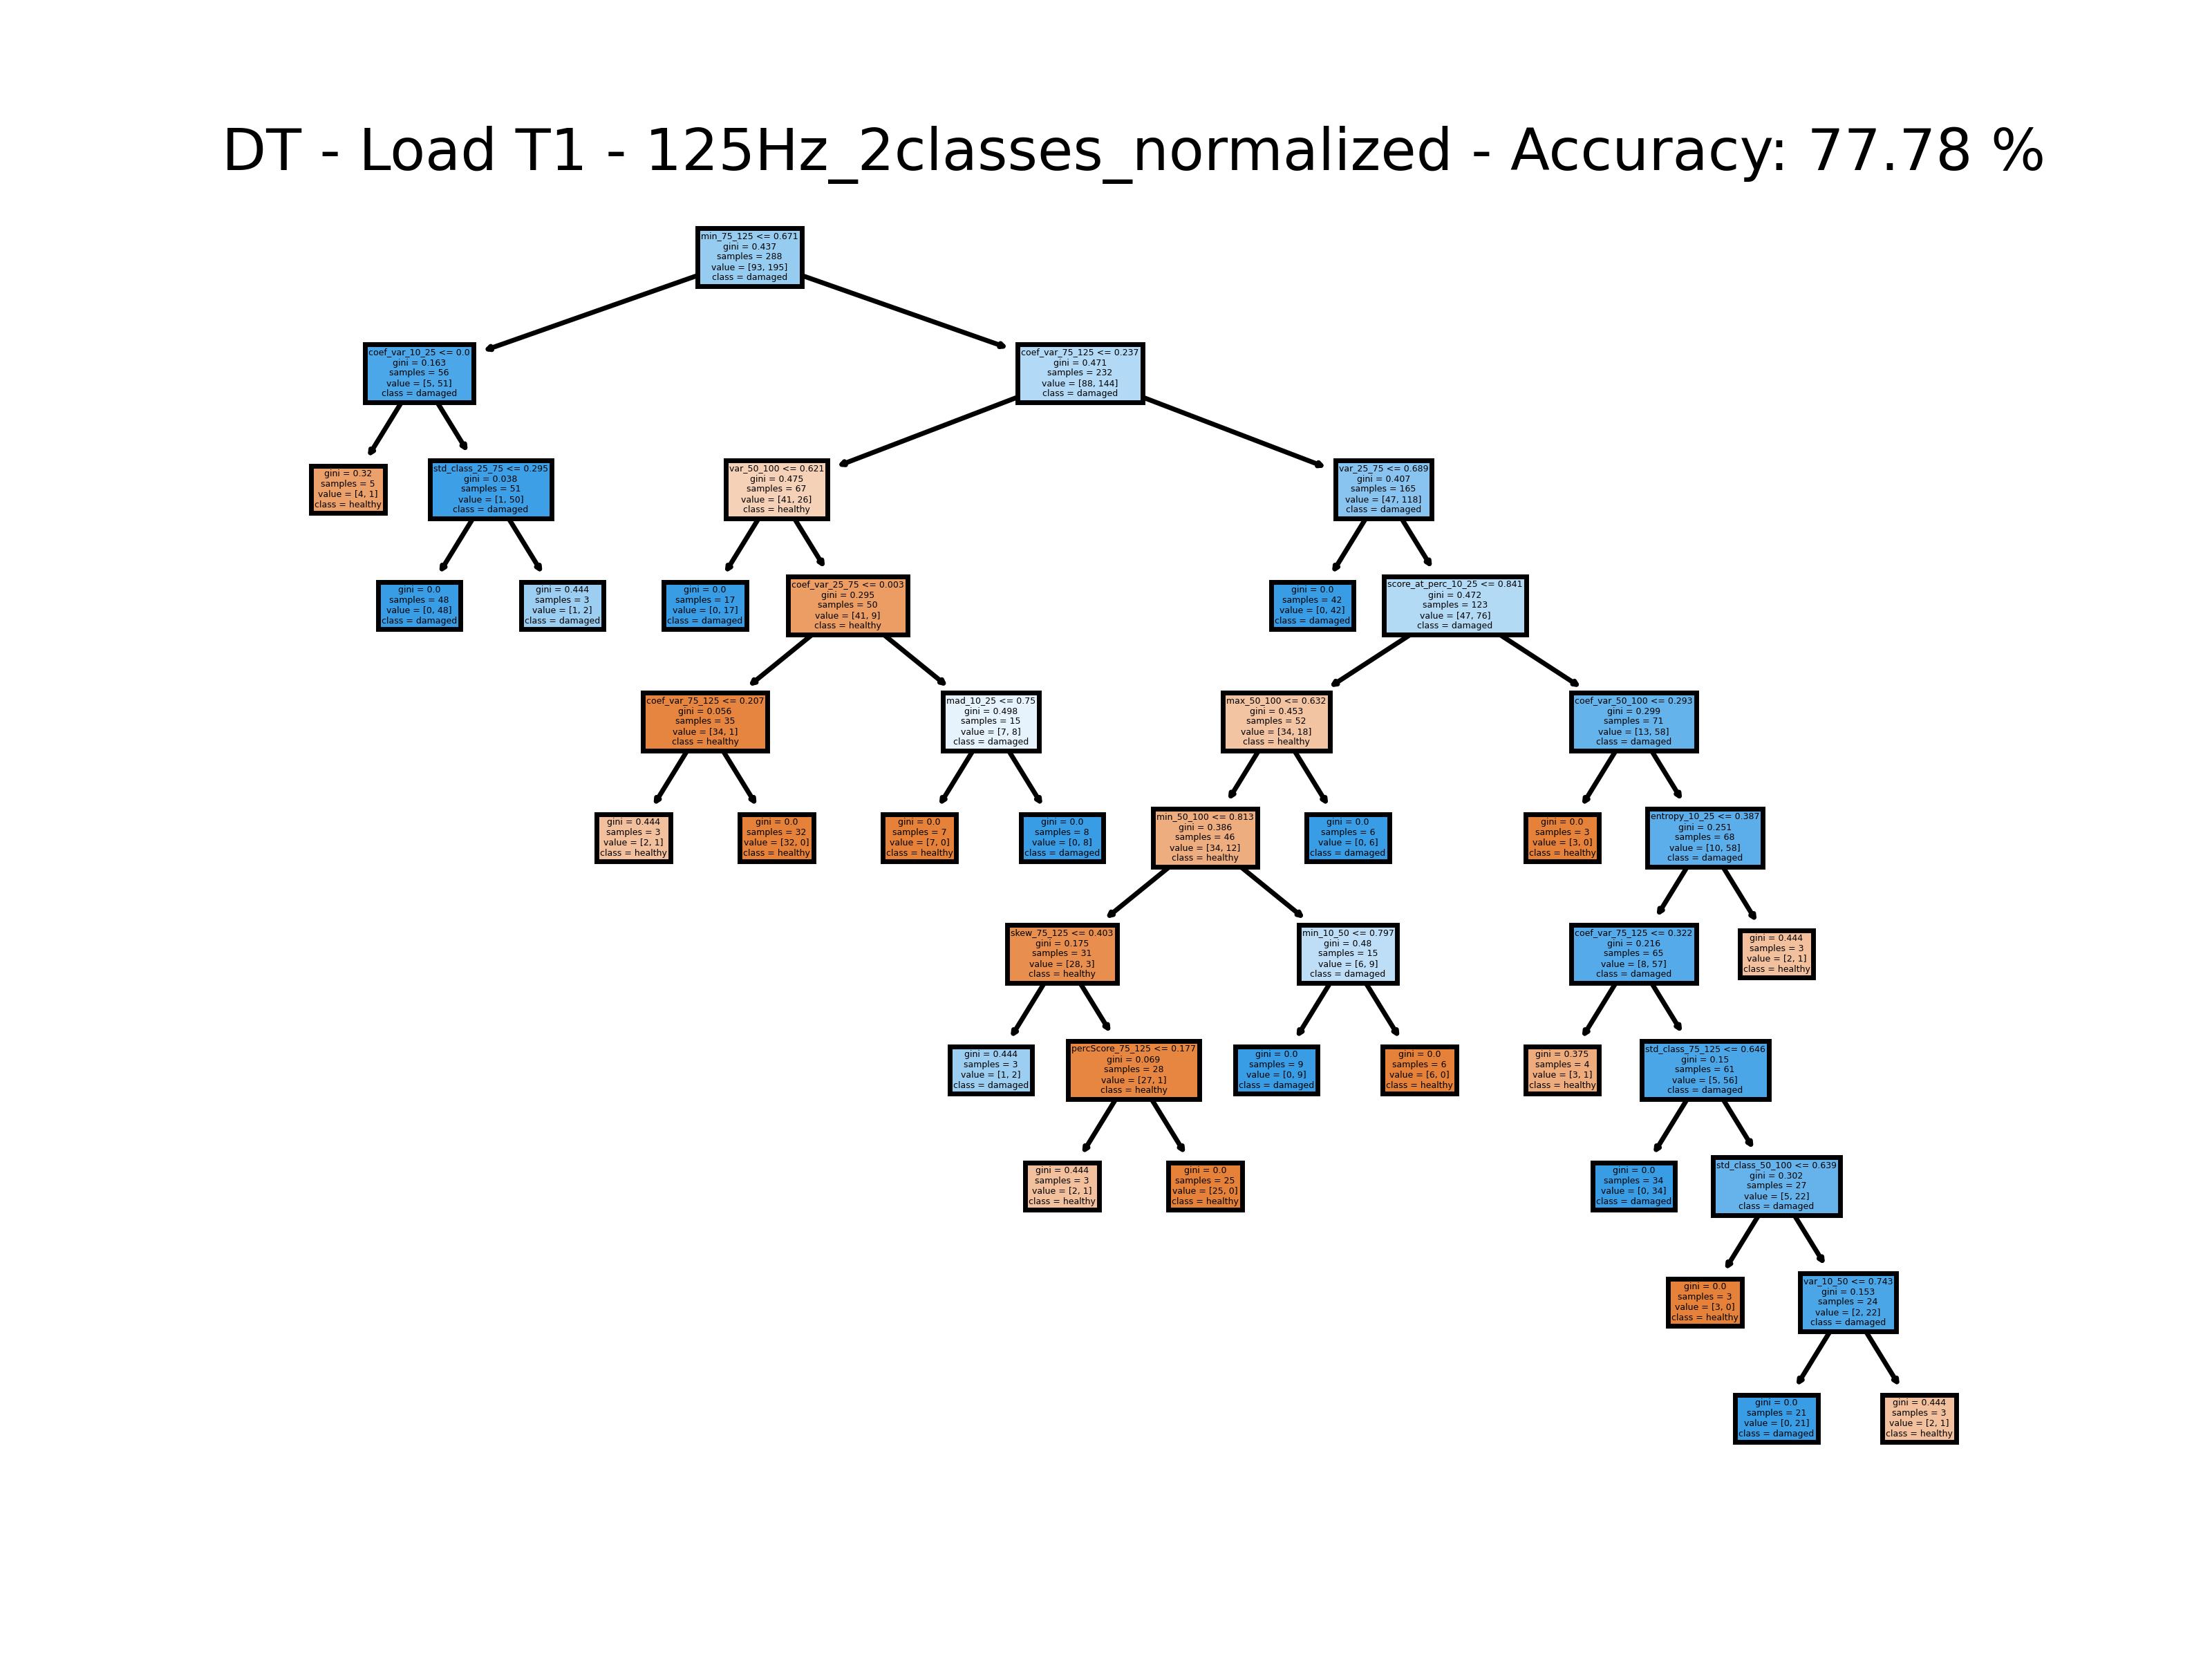 DT - Load T1 - 125Hz_2classes_normalized - Accuracy: 77.78 %
min_75_125 <= 0.671
gini = 0.437
samples = 288
value = [93, 195]
class = damaged
coef_var_10_25 <= 0.0
gini = 0.163
samples = 56
value = [5, 51]
class = damaged
coef_var_75_125 <= 0.237
gini = 0.471
samples = 232
value = [88, 144]
class = damaged
gini = 0.32
samples = 5
value = [4, 1]
class = healthy
std_class_25_75 <= 0.295
gini = 0.038
samples = 51
value = [1, 50]
class = damaged
var_50_100 <= 0.621
gini = 0.475
samples = 67
value = [41, 26]
class = healthy
var_25_75 <= 0.689
gini = 0.407
samples = 165
value = [47, 118]
class = damaged
gini = 0.0
samples = 48
value = [0, 48]
class = damaged
gini = 0.444
samples = 3
value = [1, 2]
class = damaged
gini = 0.0
samples = 17
value = [0, 17]
class = damaged
coef_var_25_75 <= 0.003
gini = 0.295
samples = 50
value = [41, 9]
class = healthy
gini = 0.0
samples = 42
value = [0, 42]
class = damaged
score_at_perc_10_25 <= 0.841
gini = 0.472
samples = 123
value = [47, 76]
class = damaged
coef_var_75_125 <= 0.207
gini = 0.056
samples = 35
value = [34, 1]
class = healthy
mad_10_25 <= 0.75
gini = 0.498
samples = 15
value = [7, 8]
class = damaged
max_50_100 <= 0.632
gini = 0.453
samples = 52
value = [34, 18]
class = healthy
coef_var_50_100 <= 0.293
gini = 0.299
samples = 71
value = [13, 58]
class = damaged
gini = 0.444
samples = 3
value = [2, 1]
class = healthy
gini = 0.0
samples = 32
value = [32, 0]
class = healthy
gini = 0.0
samples = 7
value = [7, 0]
class = healthy
gini = 0.0
samples = 8
value = [0, 8]
class = damaged
min_50_100 <= 0.813
gini = 0.386
samples = 46
value = [34, 12]
class = healthy
gini = 0.0
samples = 6
value = [0, 6]
class = damaged
gini = 0.0
samples = 3
value = [3, 0]
class = healthy
entropy_10_25 <= 0.387
gini = 0.251
samples = 68
value = [10, 58]
class = damaged
skew_75_125 <= 0.403
gini = 0.175
samples = 31
value = [28, 3]
class = healthy
min_10_50 <= 0.797
gini = 0.48
samples = 15
value = [6, 9]
class = damaged
coef_var_75_125 <= 0.322
gini = 0.216
samples = 65
value = [8, 57]
class = damaged
gini = 0.444
samples = 3
value = [2, 1]
class = healthy
gini = 0.444
samples = 3
value = [1, 2]
class = damaged
percScore_75_125 <= 0.177
gini = 0.069
samples = 28
value = [27, 1]
class = healthy
gini = 0.0
samples = 9
value = [0, 9]
class = damaged
gini = 0.0
samples = 6
value = [6, 0]
class = healthy
gini = 0.375
samples = 4
value = [3, 1]
class = healthy
std_class_75_125 <= 0.646
gini = 0.15
samples = 61
value = [5, 56]
class = damaged
gini = 0.444
samples = 3
value = [2, 1]
class = healthy
gini = 0.0
samples = 25
value = [25, 0]
class = healthy
gini = 0.0
samples = 34
value = [0, 34]
class = damaged
std_class_50_100 <= 0.639
gini = 0.302
samples = 27
value = [5, 22]
class = damaged
gini = 0.0
samples = 3
value = [3, 0]
class = healthy
var_10_50 <= 0.743
gini = 0.153
samples = 24
value = [2, 22]
class = damaged
gini = 0.0
samples = 21
value = [0, 21]
class = damaged
gini = 0.444
samples = 3
value = [2, 1]
class = healthy